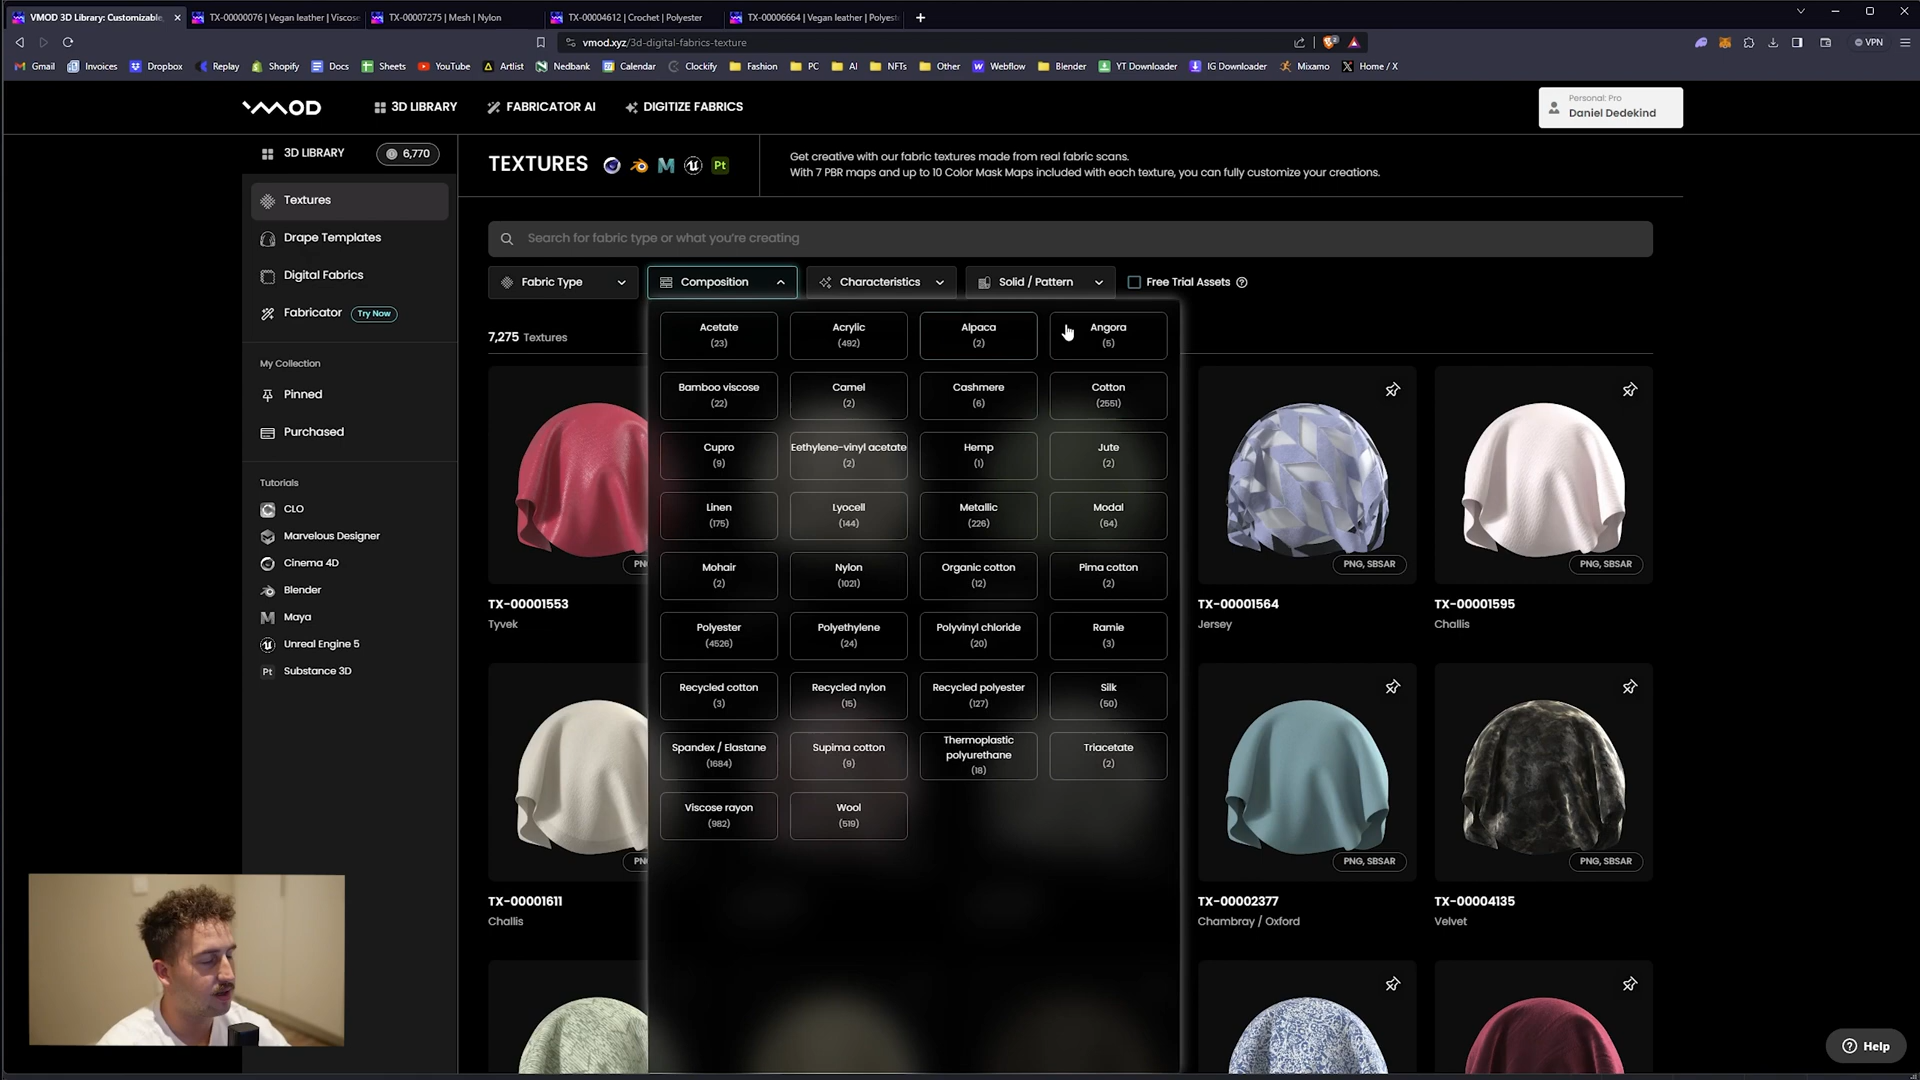 VMOD 3D Library: Customizable,
TX-00000076 | Vegan leather | Viscose
TX-00007275 | Mesh | Nylon
TX-00004612 | Crochet | Polyester
TX-00006664 | Vegan leather | Polyest
vmod.xyz/3d-digital-fabrics-texture
VPN
Gmail
Invoices
Dropbox
Replay
Shopify
Docs
Sheets
YouTube
Artlist
Nedbank
Calendar
Clockify
Fashion
PC
AI
NFTs
Other
Webflow
Blender
YT Downloader
IG Downloader
Mixamo
Home / X
VMOD
3D LIBRARY
FABRICATOR AI
DIGITIZE FABRICS
Personal: Pro
Daniel Dedekind
3D LIBRARY
6,770
Textures
Drape Templates
Digital Fabrics
Fabricator
Try Now
My Collection
Pinned
Purchased
Tutorials
CLO
Marvelous Designer
Cinema 4D
Blender
Maya
Unreal Engine 5
Substance 3D
TEXTURES
Pt
Get creative with our fabric textures made from real fabric scans.
With 7 PBR maps and up to 10 Color Mask Maps included with each texture, you can fully customize your creations.
Search for fabric type or what you're creating
Fabric Type
Composition
Characteristics
Solid / Pattern
Free Trial Assets
7,275 Textures
Acetate
(23)
Acrylic
(492)
Alpaca
(2)
Angora
(5)
Bamboo viscose
(22)
Camel
(2)
Cashmere
(6)
Cotton
(2551)
Cupro
(9)
Eethylene-vinyl acetate
(2)
Hemp
(1)
Jute
(2)
Linen
(175)
Lyocell
(144)
Metallic
(226)
Modal
(64)
Mohair
(2)
Nylon
(1021)
Organic cotton
(12)
Pima cotton
(2)
Polyester
(4526)
Polyethylene
(24)
Polyvinyl chloride
(20)
Ramie
(3)
Recycled cotton
(3)
Recycled nylon
(15)
Recycled polyester
(127)
Silk
(50)
Spandex / Elastane
(1684)
Supima cotton
(9)
Thermoplastic
polyurethane
(18)
Triacetate
(2)
Viscose rayon
(982)
Wool
(519)
PN
TX-00001553
Tyvek
PNG, SBSAR
TX-00001564
Jersey
PNG, SBSAR
TX-00001595
Challis
PN
TX-00001611
Challis
PNG, SBSAR
TX-00002377
Chambray / Oxford
PNG, SBSAR
TX-00004135
Velvet
Help